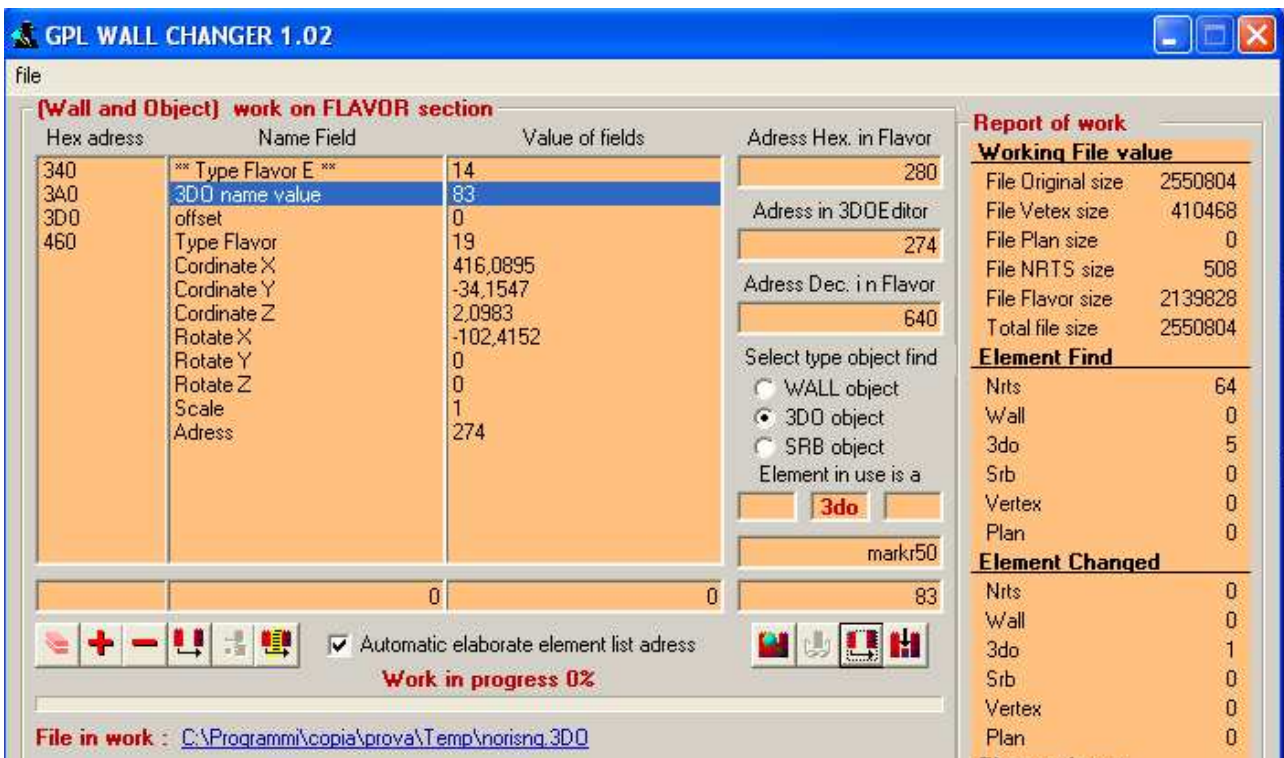 GPL WALL CHANGER 1.02
file
(Wall and Object) work on FLAVOR section
Hex adress Name Field Value of fields
340 ** Type Flavor E ** 14
3A0 3DO name value 83
3D0 offset 0
460 Type Flavor 19
Cordinate X 416,0895
Cordinate Y -34,1547
Cordinate Z 2,0983
Rotate X -102,4152
Rotate Y 0
Rotate Z 0
Scale 1
Adress 274
0 0
Automatic elaborate element list adress
Work in progress 0%
File in work : C:\Programmi\copia\prova\Temp\norisnq.3DO
Adress Hex. in Flavor
280
Adress in 3DOEditor
274
Adress Dec. in Flavor
640
Select type object find
WALL object
3DO object
SRB object
Element in use is a
3do
markr50
83
Report of work
Working File value
File Original size 2550804
File Vetex size 410468
File Plan size 0
File NRTS size 508
File Flavor size 2139828
Total file size 2550804
Element Find
Nrts 64
Wall 0
3do 5
Srb 0
Vertex 0
Plan 0
Element Changed
Nrts 0
Wall 0
3do 1
Srb 0
Vertex 0
Plan 0